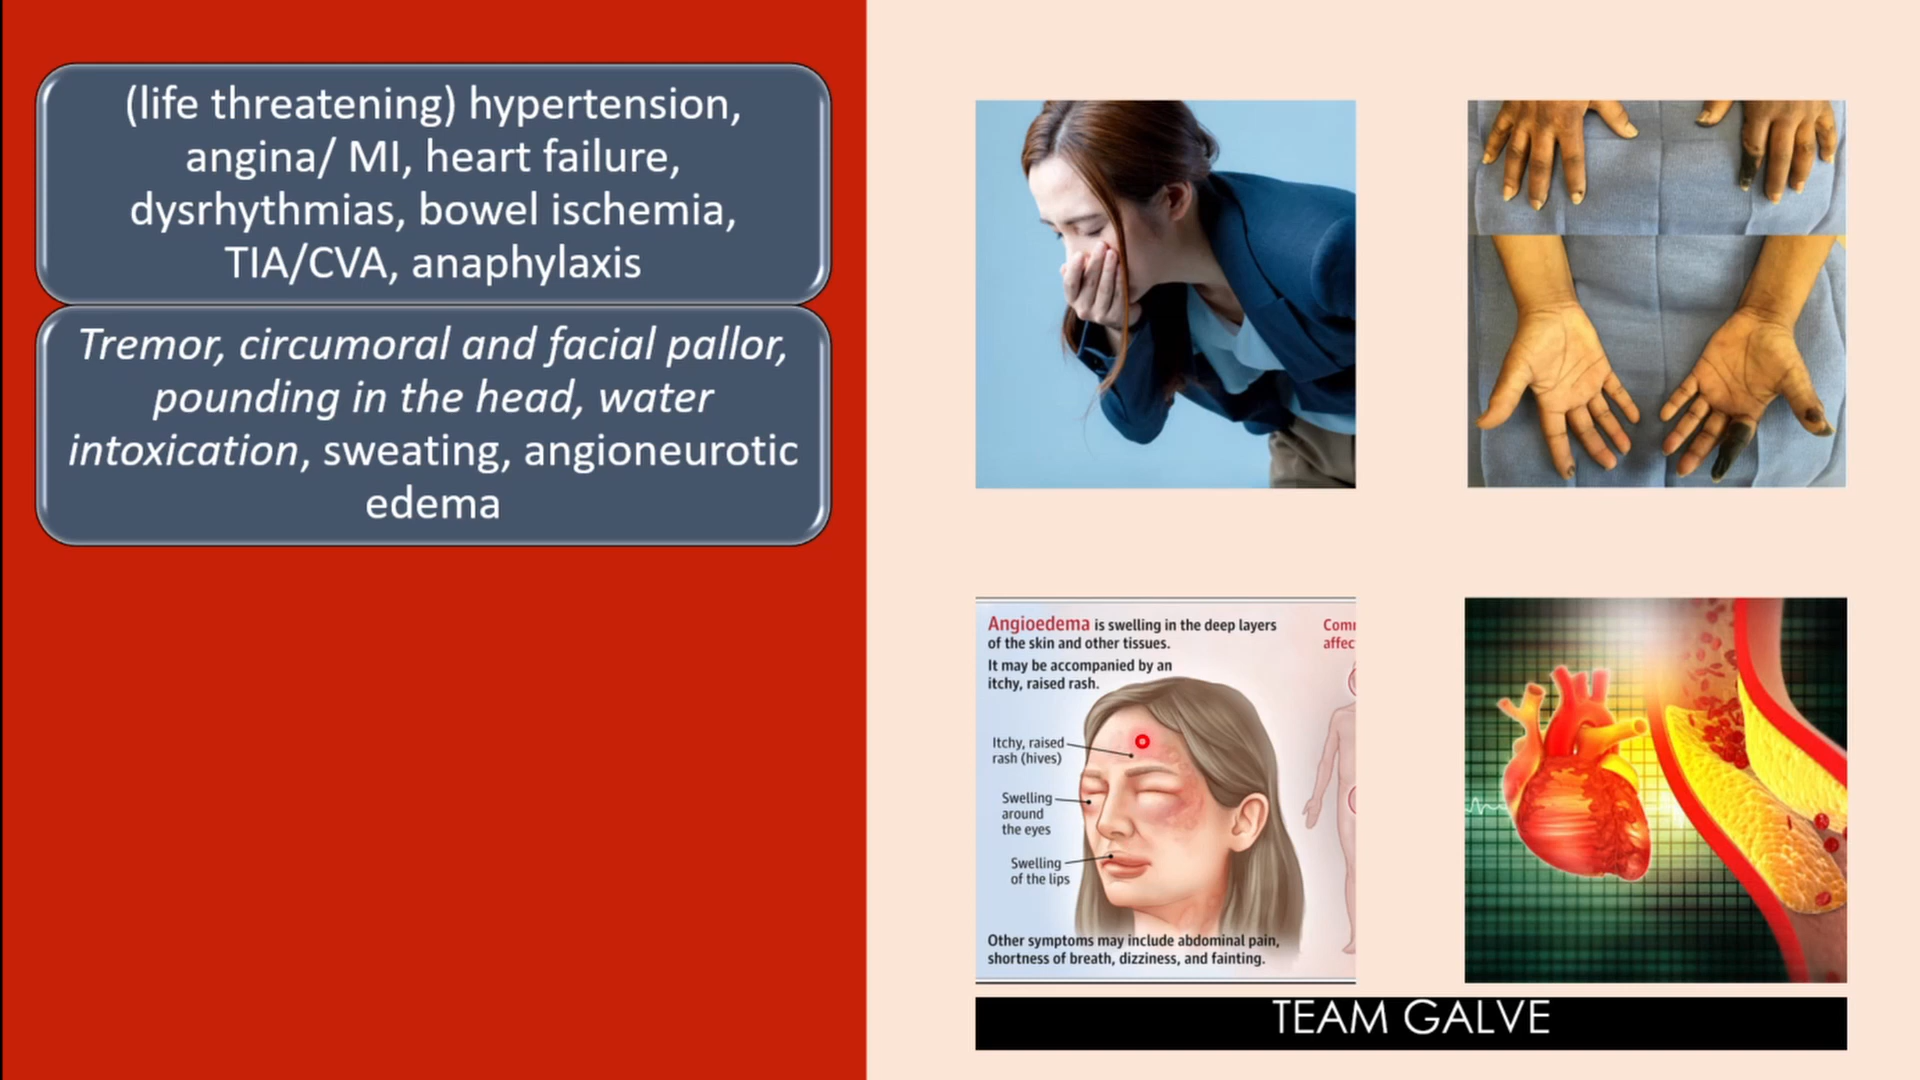 (life threatening) hypertension,
angina/ MI, heart failure,
dysrhythmias, bowel ischemia,
TIA/CVA, anaphylaxis
Tremor, circumoral and facial pallor,
pounding in the head, water
intoxication, sweating, angioneurotic
edema
Angioedema is swelling in the deep layers
of the skin and other tissues.
It may be accompanied by an
itchy, raised rash.
Itchy, raised
rash (hives)
Swelling
around
the eyes
Swelling
of the lips
Other symptoms may include abdominal pain,
shortness of breath, dizziness, and fainting.
TEAM GALVE